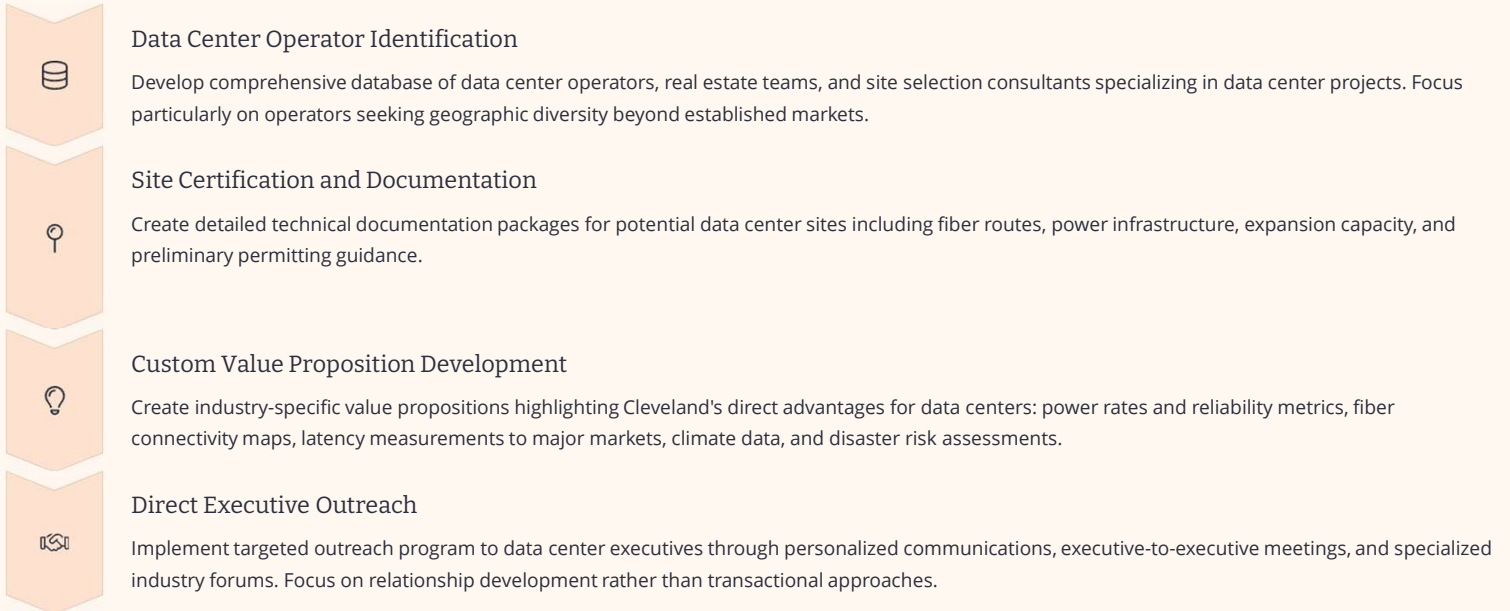 Data Center Operator Identification
Develop comprehensive database of data center operators, real estate teams, and site selection consultants specializing in data center projects. Focus
particularly on operators seeking geographic diversity beyond established markets.
Site Certification and Documentation
Create detailed technical documentation packages for potential data center sites including fiber routes, power infrastructure, expansion capacity, and
preliminary permitting guidance.
Custom Value Proposition Development
Create industry-specific value propositions highlighting Cleveland's direct advantages for data centers: power rates and reliability metrics, fiber
connectivity maps, latency measurements to major markets, climate data, and disaster risk assessments.
Direct Executive Outreach
Implement targeted outreach program to data center executives through personalized communications, executive-to-executive meetings, and specialized
industry forums. Focus on relationship development rather than transactional approaches.